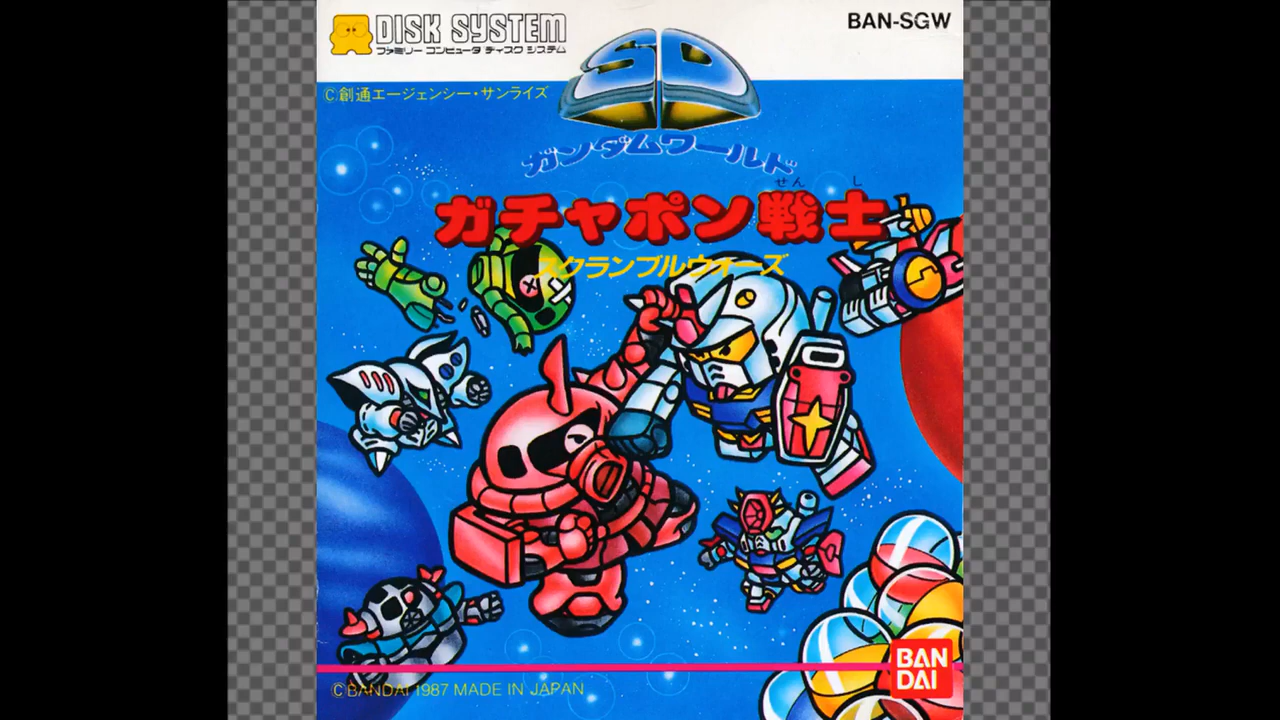 DISK SYSTEM
ファミリー コンピュータ ディスク システム
BAN-SGW
SD
Ⓒ創通エージェンシー・サンライズ
ガンダムワールド
せん し
ガチャポン戦士
スクランブルウォーズ
BAN
DAI
ⒸBANDAI 1987 MADE IN JAPAN